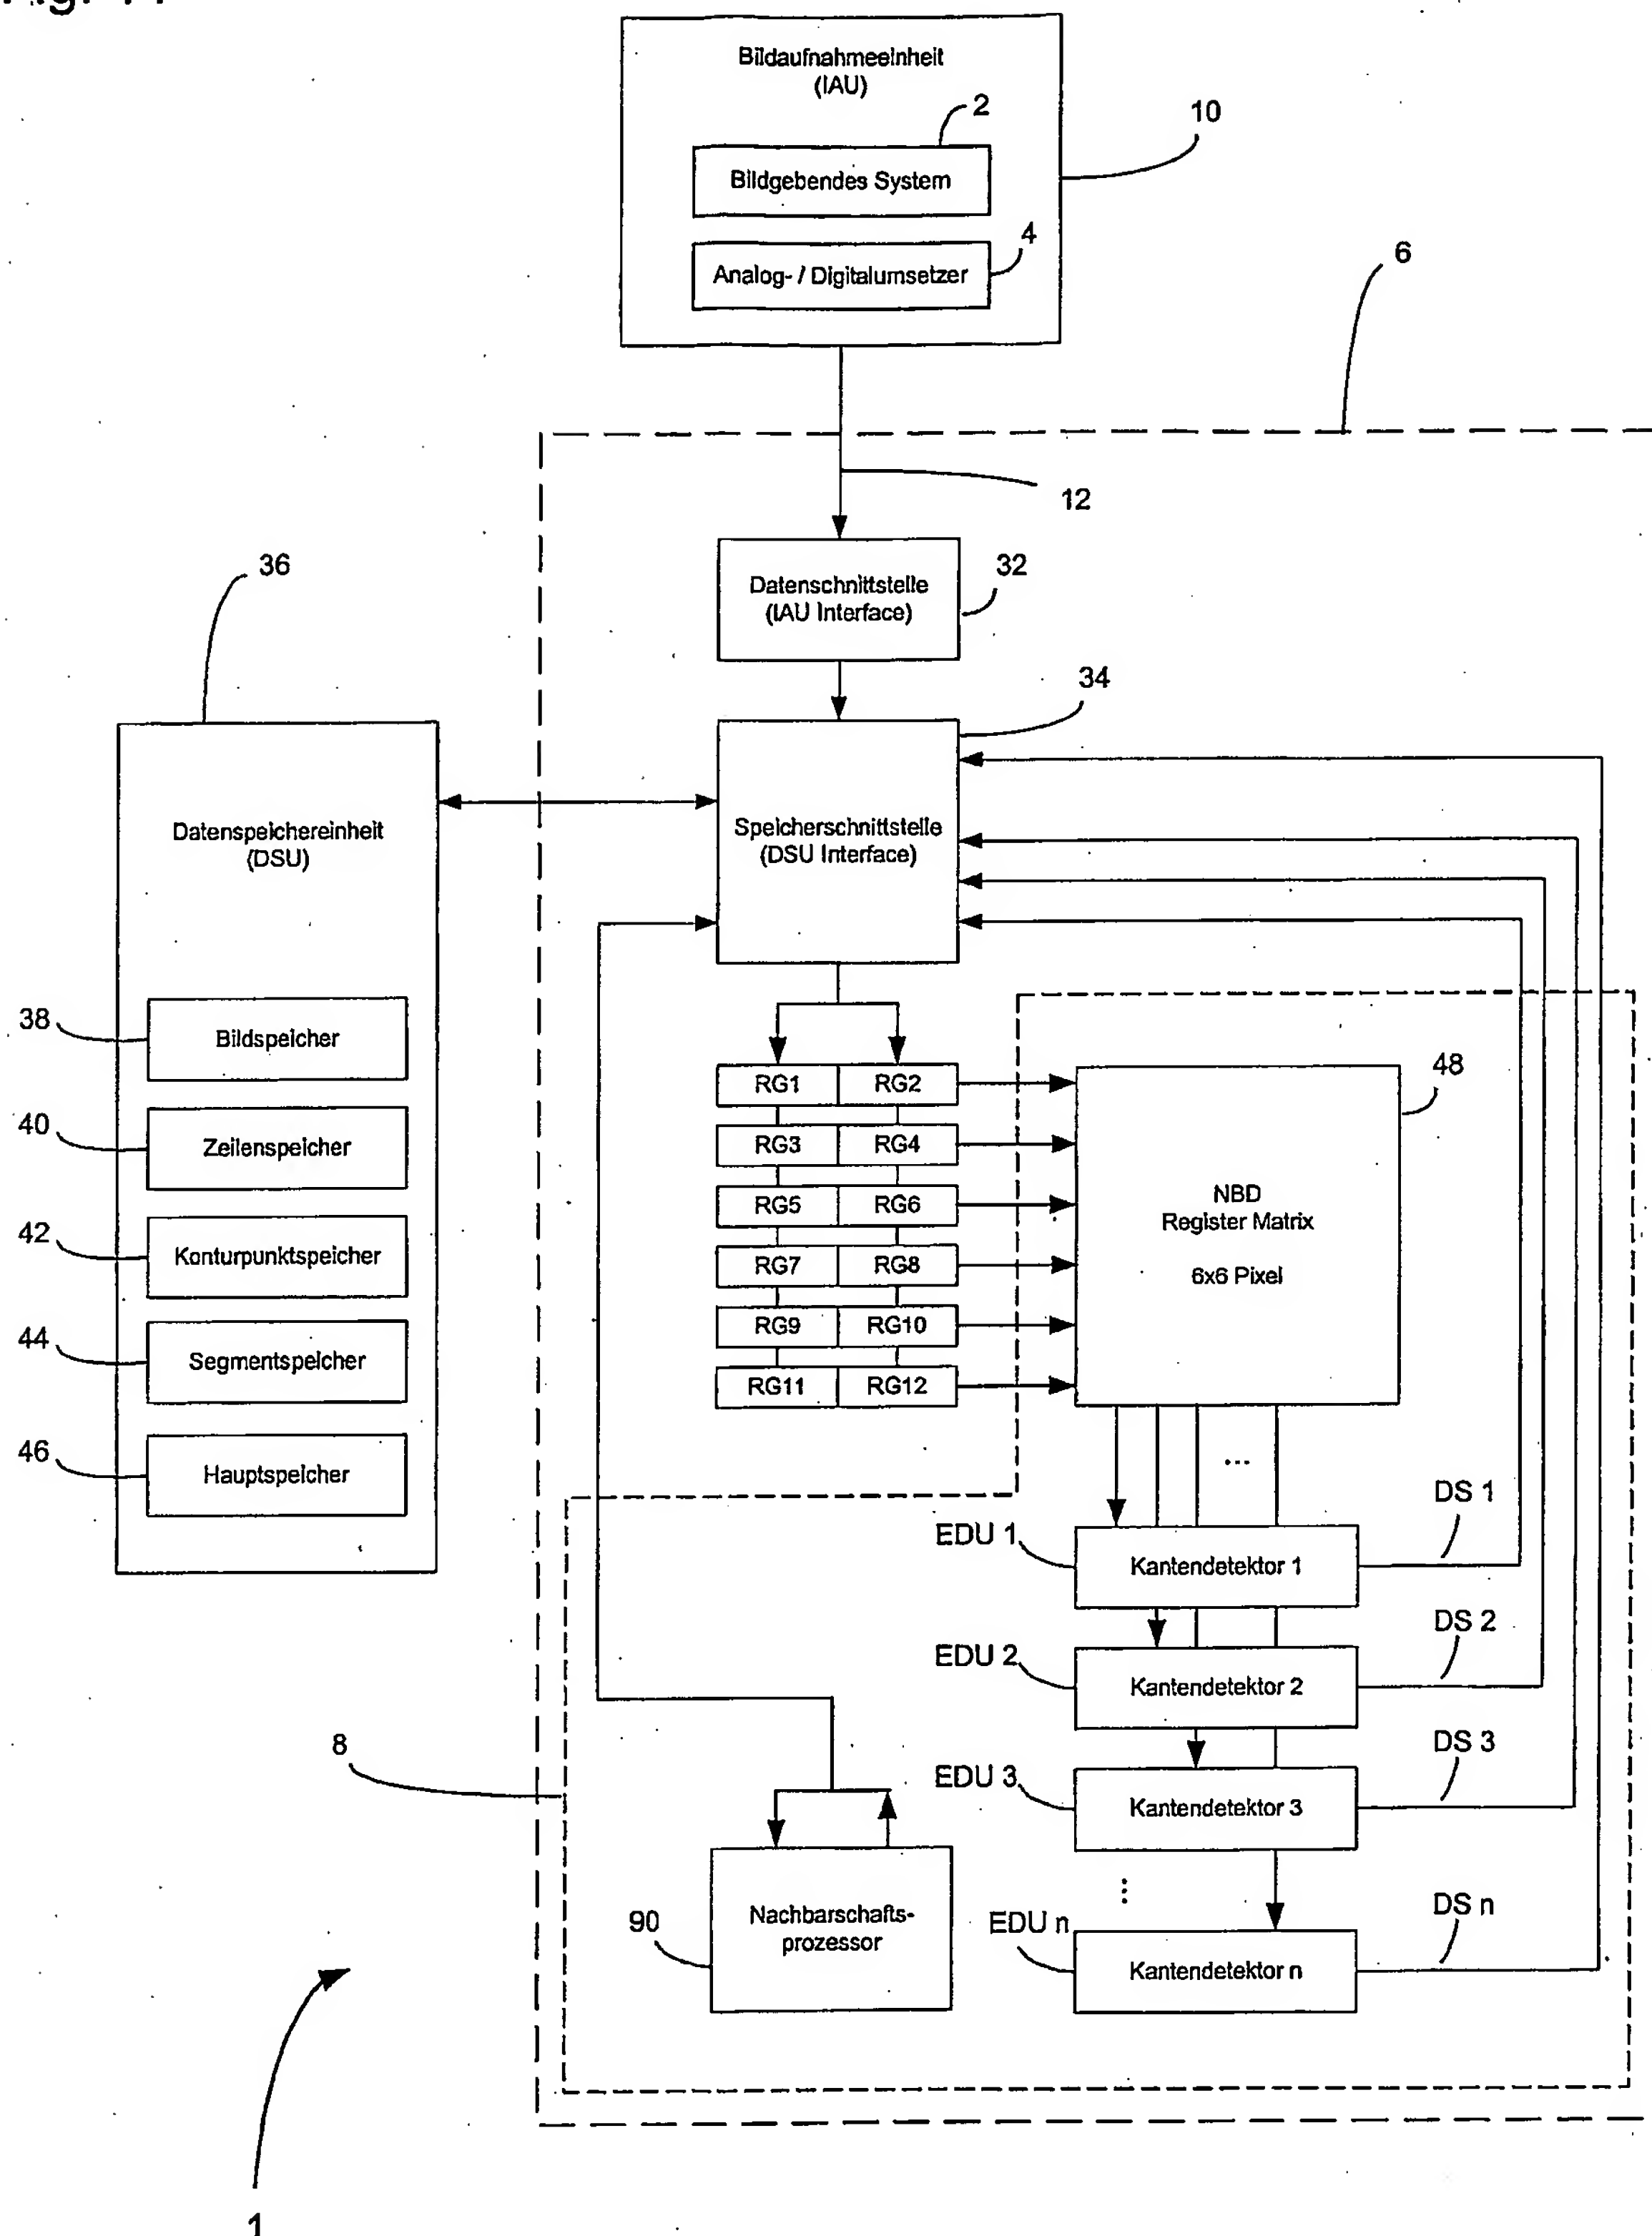 Bildaufnahmeeinheit
(IAU)
2
10
Bildgebendes System
4
Analog- / Digitalumsetzer
6
12
36
Datenschnittstelle
(IAU Interface)
32
34
Datenspeichereinheit
(DSU)
Speicherschnittstelle
(DSU Interface)
38
Bildspeicher
40
Zeilenspeicher
42
Konturpunktspeicher
44
Segmentspeicher
46
Hauptspeicher
RG1
RG2
RG3
RG4
RG5
RG6
RG7
RG8
RG9
RG10
RG11
RG12
48
NBD
Register Matrix
6x6 Pixel
...
EDU 1
Kantendetektor 1
DS 1
EDU 2
Kantendetektor 2
DS 2
EDU 3
Kantendetektor 3
DS 3
...
EDU n
Kantendetektor n
DS n
8
90
Nachbarschafts-
prozessor
1